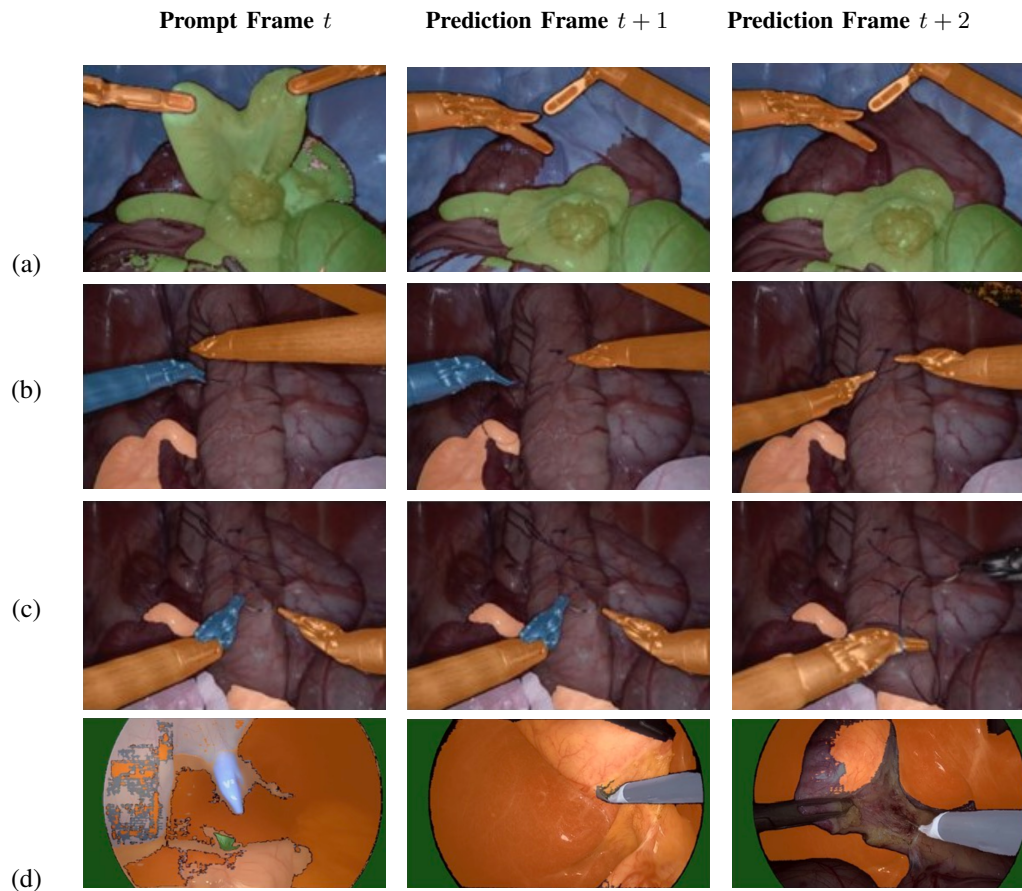 Prompt Frame t
Prediction Frame t + 1
Prediction Frame t + 2
(a)
(b)
(c)
(d)